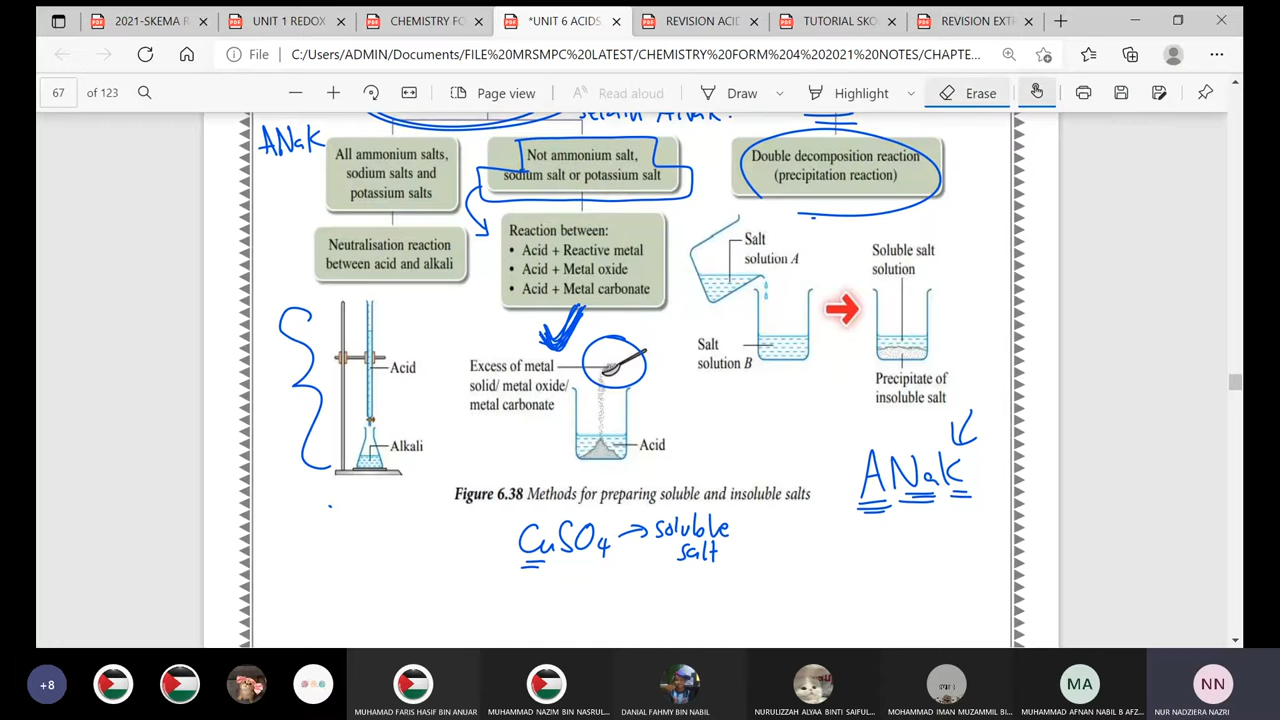 2021-SKEMA R
UNIT 1 REDOX
CHEMISTRY FO
*UNIT 6 ACIDS
REVISION ACID
TUTORIAL SKO
REVISION EXTR
File
C:/Users/ADMIN/Documents/FILE%20MRSMPC%20LATEST/CHEMISTRY%20FORM%204%202021%20NOTES/CHAPTE...
67
of 123
Page view
Read aloud
Draw
Highlight
Erase
selain ANaK.
ANaK
All ammonium salts,
sodium salts and
potassium salts
Not ammonium salt,
sodium salt or potassium salt
Double decomposition reaction
(precipitation reaction)
Neutralisation reaction
between acid and alkali
Reaction between:
• Acid + Reactive metal
• Acid + Metal oxide
• Acid + Metal carbonate
Salt
solution A
Soluble salt
solution
Salt
solution B
Precipitate of
insoluble salt
Acid
Alkali
Excess of metal
solid/ metal oxide/
metal carbonate
Acid
ANaK
Figure 6.38 Methods for preparing soluble and insoluble salts
CuSO4 → soluble
salt
+8
MUHAMAD FARIS HASIF BIN ANUAR
MUHAMMAD NAZIM BIN NASRUL...
DANIAL FAHMY BIN NABIL
NURULIZZAH ALYAA BINTI SAIFUL...
MOHAMMAD IMAN MUZAMMIL BI...
MA
MUHAMMAD AFNAN NABIL B AFZ...
NN
NUR NADZIERA NAZRI